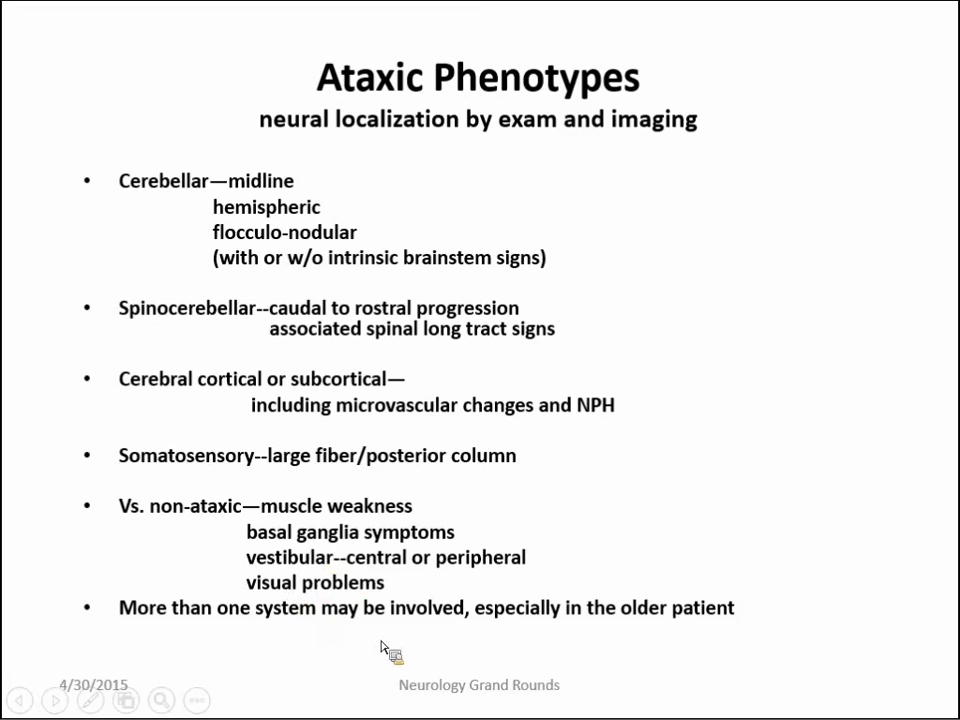 Ataxic Phenotypes
neural localization by exam and imaging
• Cerebellar—midline
hemispheric
flocculo-nodular
(with or w/o intrinsic brainstem signs)
• Spinocerebellar--caudal to rostral progression
associated spinal long tract signs
• Cerebral cortical or subcortical—
including microvascular changes and NPH
• Somatosensory--large fiber/posterior column
• Vs. non-ataxic—muscle weakness
basal ganglia symptoms
vestibular--central or peripheral
visual problems
• More than one system may be involved, especially in the older patient
4/30/2015
Neurology Grand Rounds